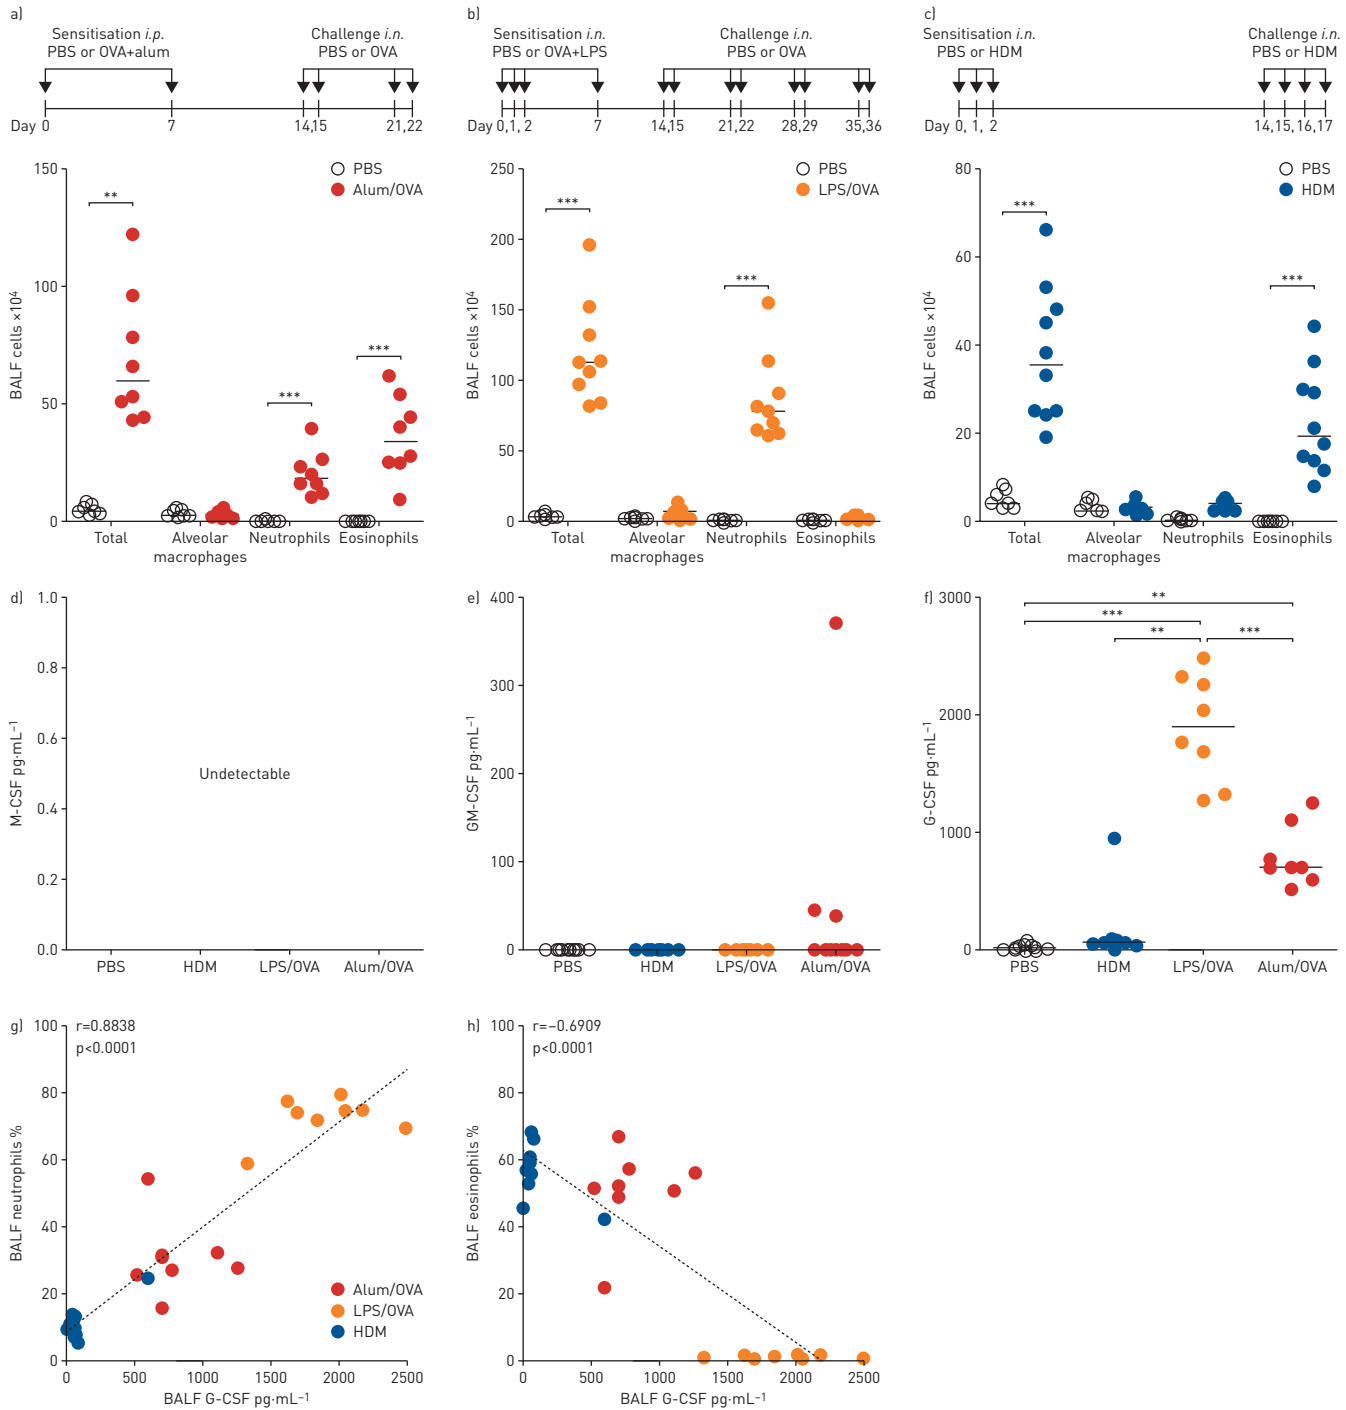 a)
Sensitisation i.p.
PBS or OVA+alum
Challenge i.n.
PBS or OVA
Day 0 7 14,15 21,22
150
100
50
0
BALF cells ×10⁴
PBS
Alum/OVA
**
***
***
Total Alveolar macrophages Neutrophils Eosinophils
b)
Sensitisation i.n.
PBS or OVA+LPS
Challenge i.n.
PBS or OVA
Day 0, 1, 2 7 14,15 21,22 28,29 35,36
250
200
150
100
50
0
BALF cells ×10⁴
PBS
LPS/OVA
***
***
Total Alveolar macrophages Neutrophils Eosinophils
c)
Sensitisation i.n.
PBS or HDM
Challenge i.n.
PBS or HDM
Day 0, 1, 2 14,15,16,17
80
60
40
20
0
BALF cells ×10⁴
PBS
HDM
***
***
Total Alveolar macrophages Neutrophils Eosinophils
d)
1.0
0.8
0.6
0.4
0.2
0.0
M-CSF pg·mL⁻¹
Undetectable
PBS HDM LPS/OVA Alum/OVA
e)
400
300
200
100
0
GM-CSF pg·mL⁻¹
PBS HDM LPS/OVA Alum/OVA
f)
3000
2000
1000
0
G-CSF pg·mL⁻¹
**
***
** ***
PBS HDM LPS/OVA Alum/OVA
g)
r=0.8838
p<0.0001
100
80
60
40
20
0
BALF neutrophils %
Alum/OVA
LPS/OVA
HDM
0 500 1000 1500 2000 2500
BALF G-CSF pg·mL⁻¹
h)
r=−0.6909
p<0.0001
100
80
60
40
20
0
BALF eosinophils %
0 500 1000 1500 2000 2500
BALF G-CSF pg·mL⁻¹